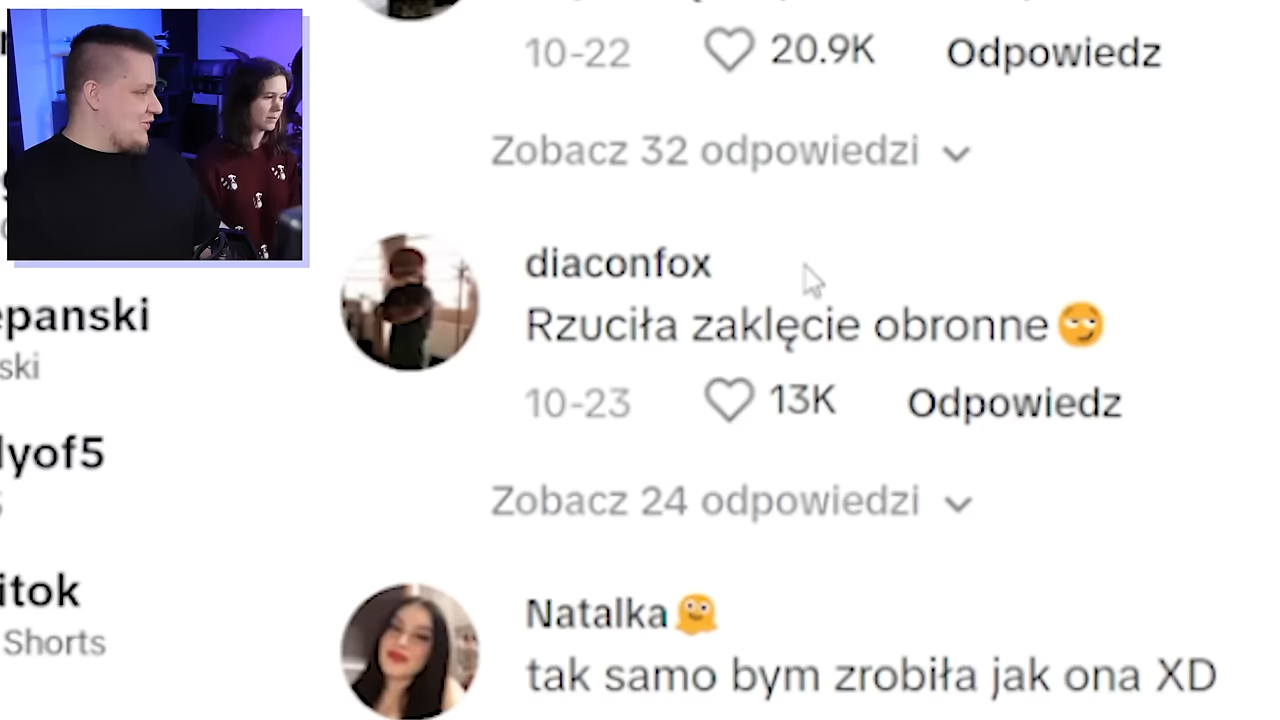 10-22 20.9K Odpowiedz
Zobacz 32 odpowiedzi
diaconfox
Rzuciła zaklęcie obronne😏
10-23 13K Odpowiedz
Zobacz 24 odpowiedzi
Natalka🫠
tak samo bym zrobiła jak ona XD
epanski
ski
lyof5
itok
Shorts